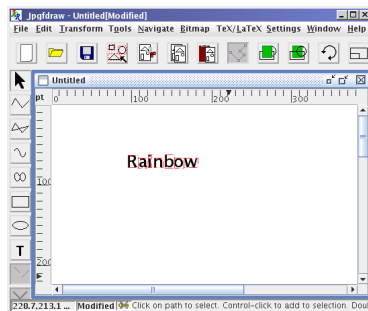 Jpgfdraw - Untitled[Modified]
File Edit Transform Tools Navigate Bitmap TeX/LaTeX Settings Window Help
Untitled
pt 0 100 200 300
Rainbow
100
T
200
220.7,213.1 ... Modified Click on path to select. Control-click to add to selection. Dou